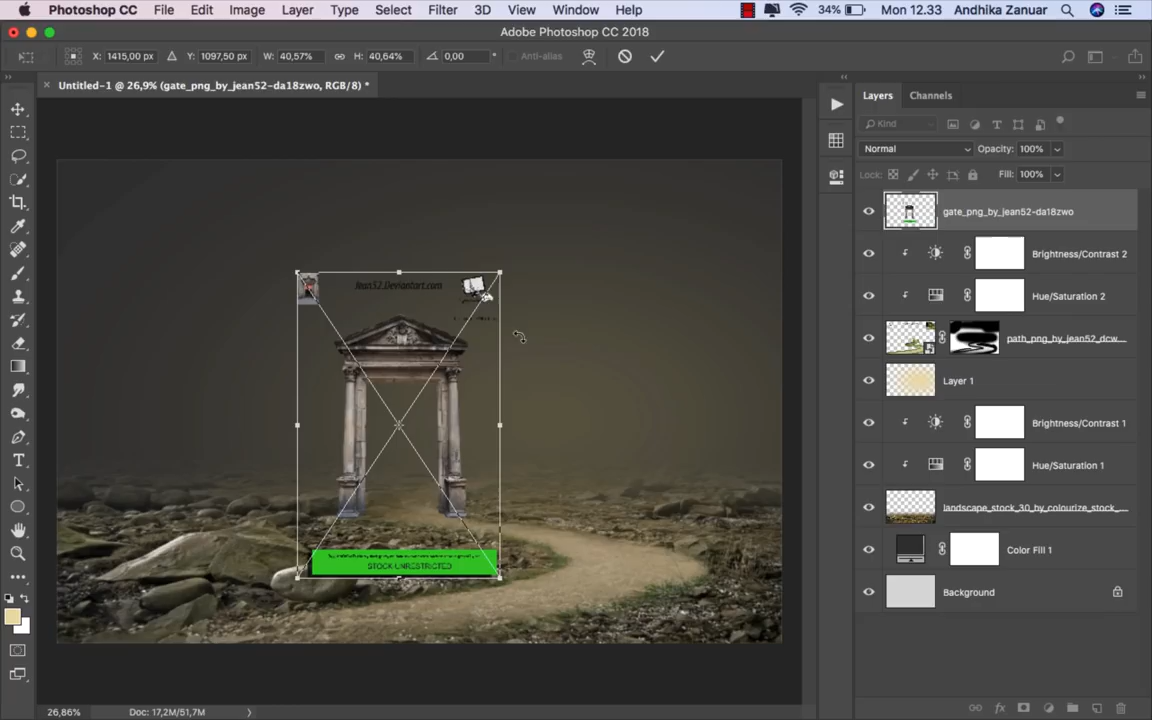 Photoshop CC File Edit Image Layer Type Select Filter 3D View Window Help 34% Mon 12.33 Andhika Zanuar
Adobe Photoshop CC 2018
X: 1415,00 px Y: 1097,50 px W: 40,57% H: 40,64% 0,00 ° Anti-alias
Untitled-1 @ 26,9% (gate_png_by_jean52-da18zwo, RGB/8) *
Layers Channels
Kind
Normal Opacity: 100%
Lock: Fill: 100%
gate_png_by_jean52-da18zwo
Brightness/Contrast 2
Hue/Saturation 2
path_png_by_jean52_dcw...
Layer 1
Brightness/Contrast 1
Hue/Saturation 1
landscape_stock_30_by_colourize_stock_...
Color Fill 1
Background
Jean52.Deviantart.com
STOCK-UNRESTRICTED
26,86% Doc: 17,2M/51,7M